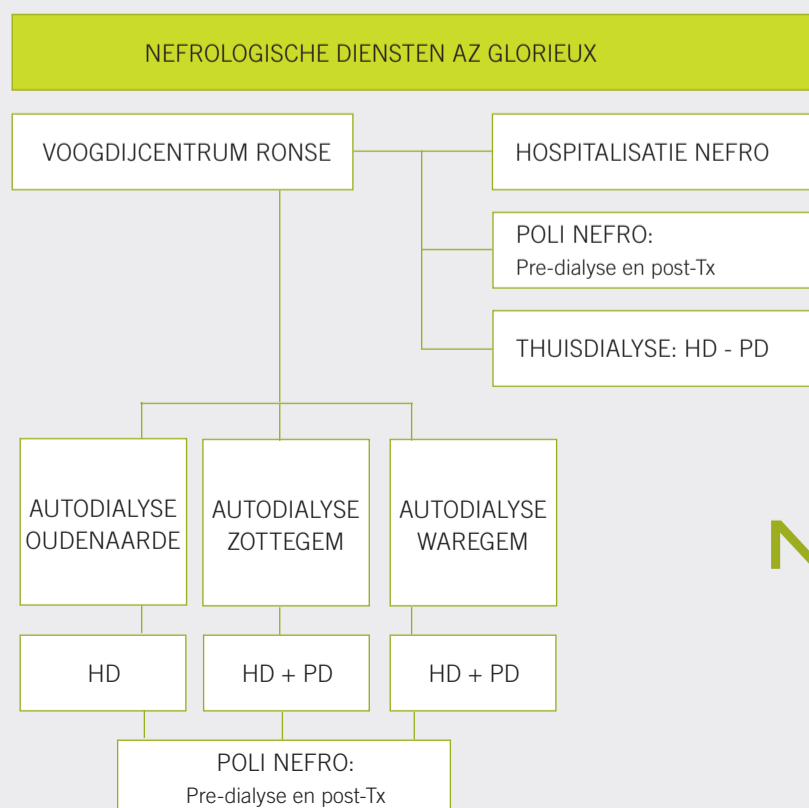 NEFROLOGISCHE DIENSTEN AZ GLORIEUX
VOOGDIJCENTRUM RONSE
HOSPITALISATIE NEFRO
POLI NEFRO:
Pre-dialyse en post-Tx
THUISDIALYSE: HD - PD
AUTODIALYSE
OUDENAARDE
AUTODIALYSE
ZOTTEGEM
AUTODIALYSE
WAREGEM
HD
HD + PD
HD + PD
POLI NEFRO:
Pre-dialyse en post-Tx